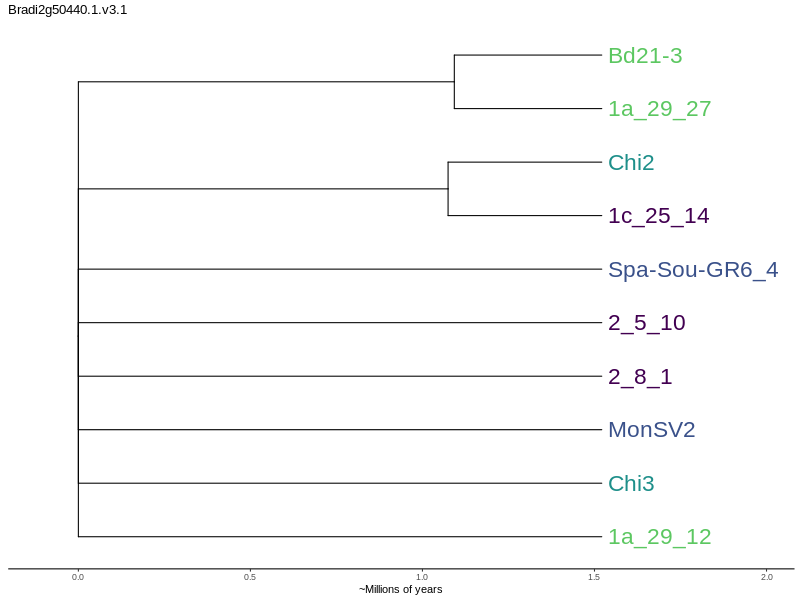 Bradi2g50440.1.v3.1
Bd21-3
1a_29_27
Chi2
1c_25_14
Spa-Sou-GR6_4
2_5_10
2_8_1
MonSV2
Chi3
1a_29_12
0.0 0.5 1.0 1.5 2.0
~Millions of years